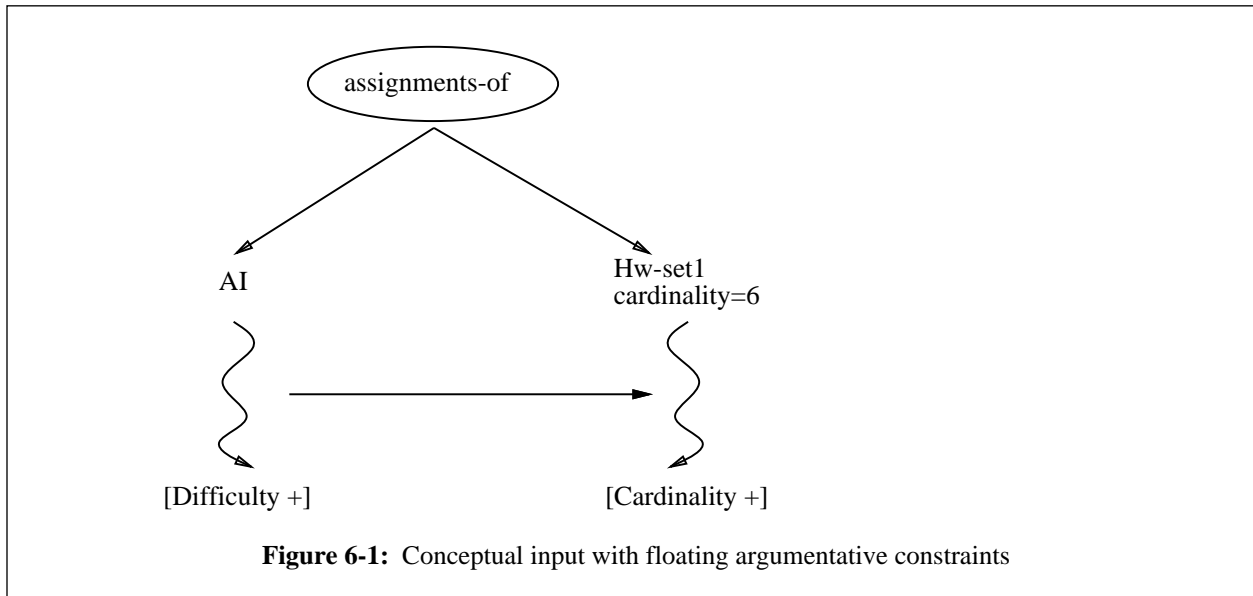 assignments-of
AI
Hw-set1
cardinality=6
[Difficulty +]
[Cardinality +]
Figure 6-1: Conceptual input with floating argumentative constraints